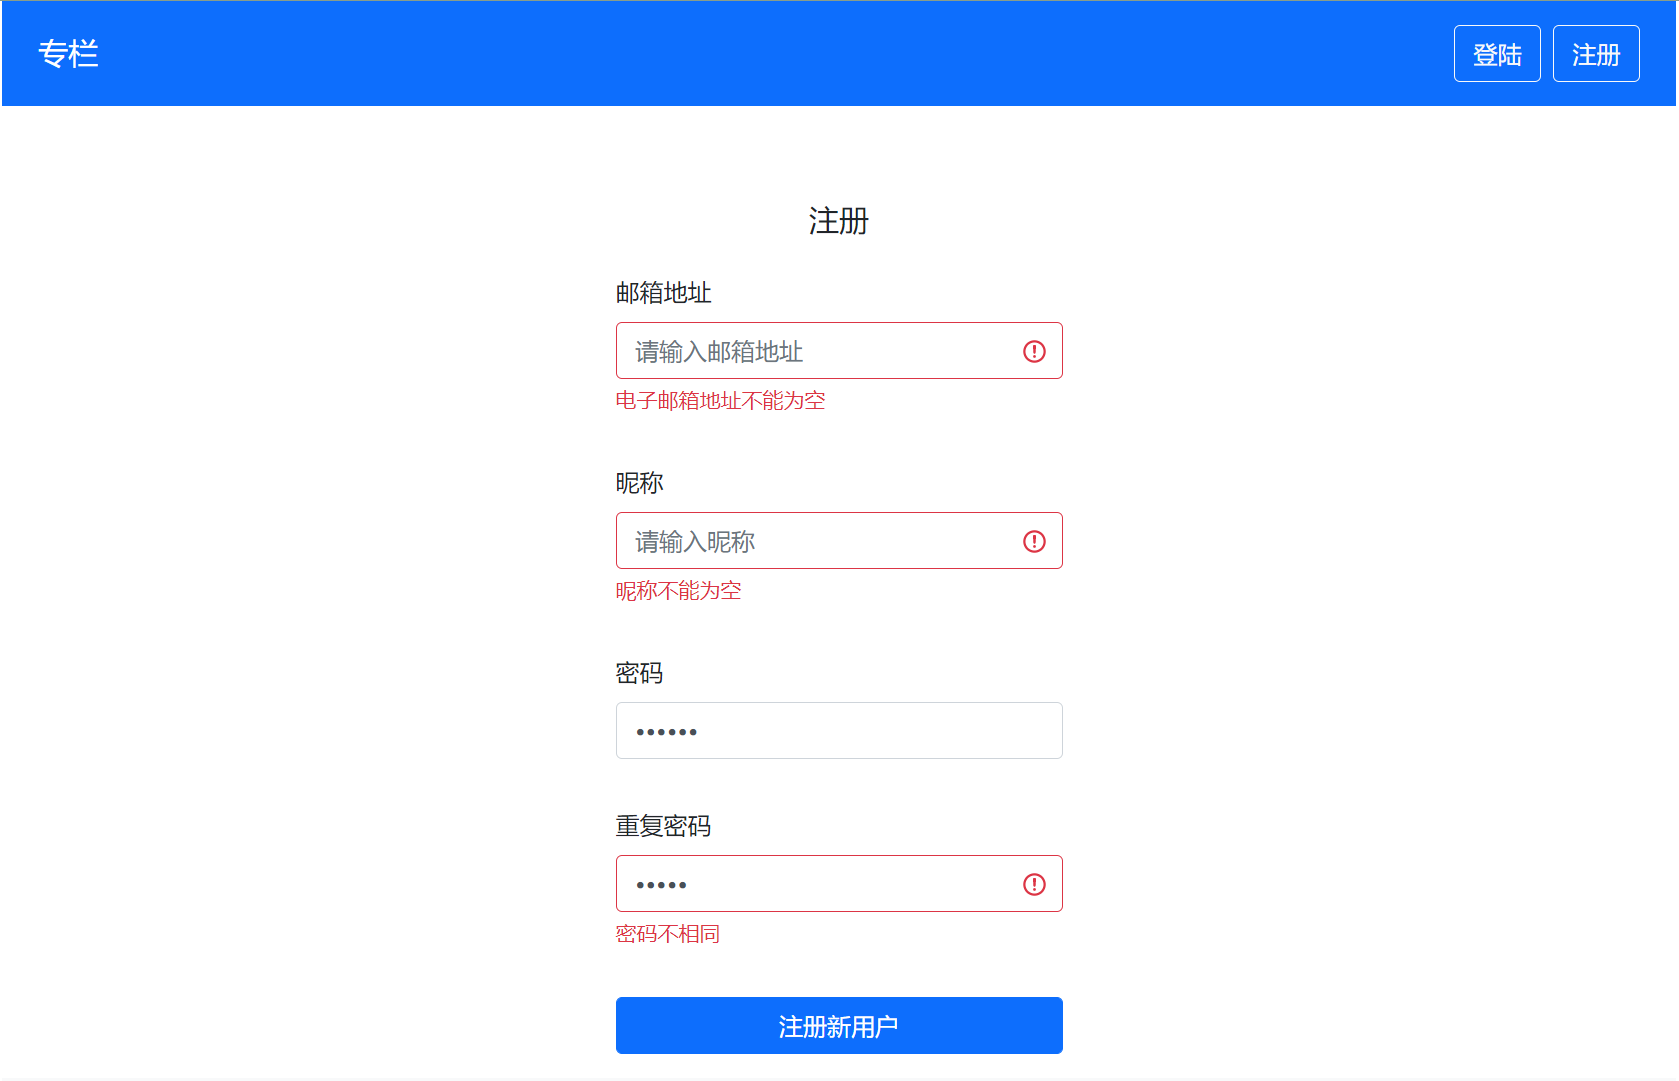 专栏
登陆 注册
注册
邮箱地址
请输入邮箱地址
电子邮箱地址不能为空
昵称
请输入昵称
昵称不能为空
密码
••••••
重复密码
•••••
密码不相同
注册新用户